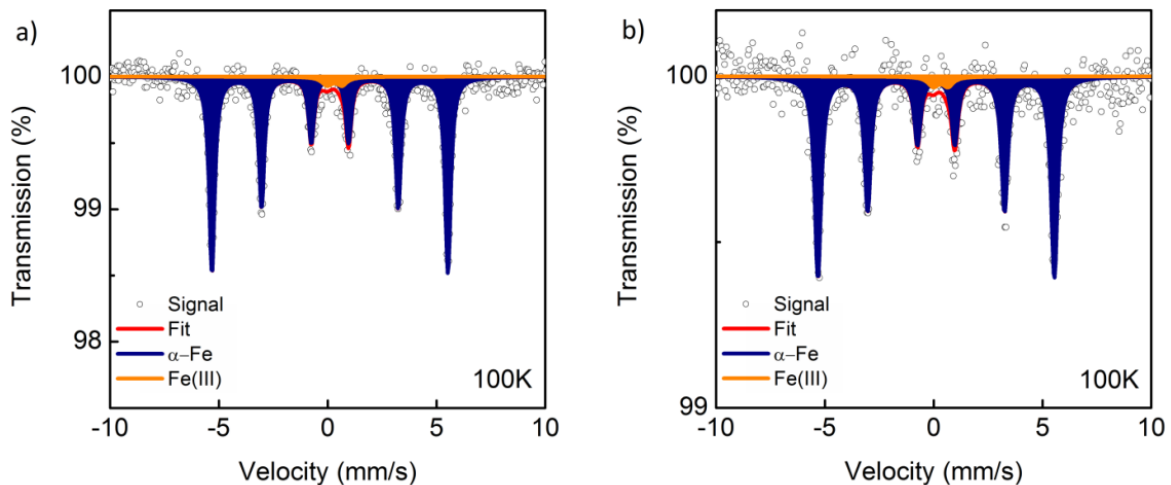 a)
Transmission (%)
100
99
98
Signal
Fit
α–Fe
Fe(III)
100K
-10 -5 0 5 10
Velocity (mm/s)
b)
Transmission (%)
100
99
Signal
Fit
α–Fe
Fe(III)
100K
-10 -5 0 5 10
Velocity (mm/s)